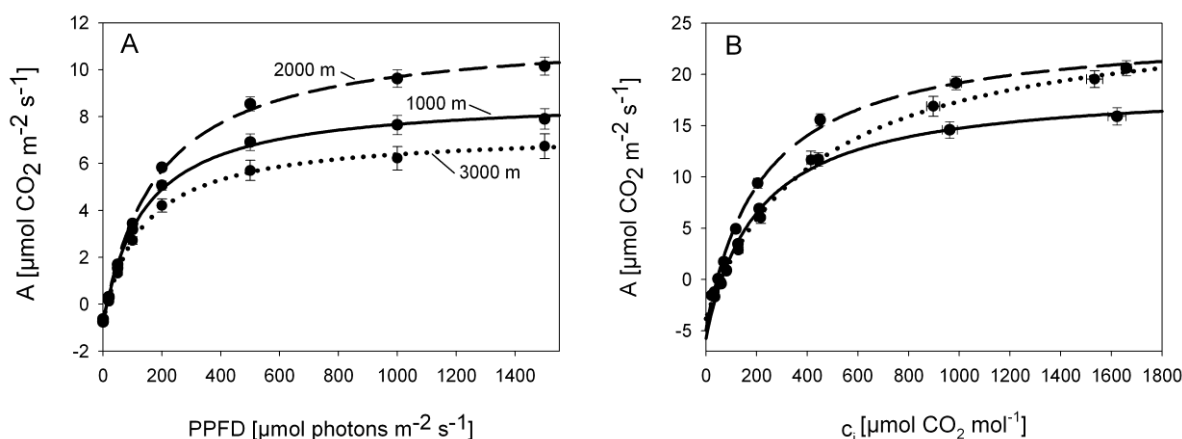 A
B
A [µmol CO₂ m⁻² s⁻¹]
12
10
8
6
4
2
0
-2
2000 m
1000 m
3000 m
0 200 400 600 800 1000 1200 1400
PPFD [µmol photons m⁻² s⁻¹]
A [µmol CO₂ m⁻² s⁻¹]
25
20
15
10
5
0
-5
0 200 400 600 800 1000 1200 1400 1600 1800
cᵢ [µmol CO₂ mol⁻¹]